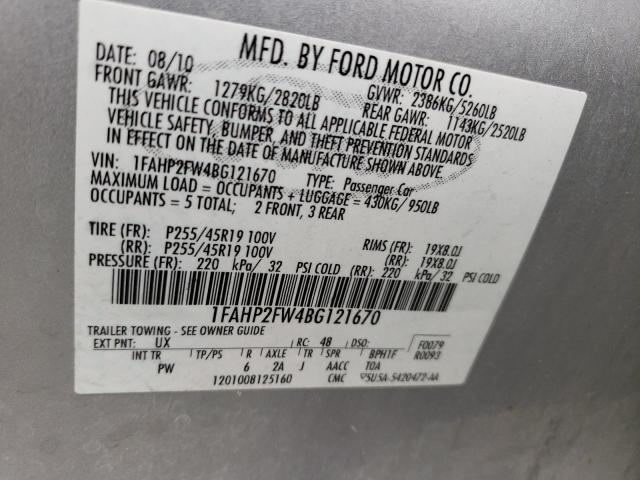 MFD. BY FORD MOTOR CO.
DATE: 08/10
GVWR: 2386KG/5260LB
FRONT GAWR: 1279KG/2820LB REAR GAWR: 1143KG/2520LB
THIS VEHICLE CONFORMS TO ALL APPLICABLE FEDERAL MOTOR
VEHICLE SAFETY, BUMPER, AND THEFT PREVENTION STANDARDS
IN EFFECT ON THE DATE OF MANUFACTURE SHOWN ABOVE.
VIN: 1FAHP2FW4BG121670 TYPE: Passenger Car
MAXIMUM LOAD = OCCUPANTS + LUGGAGE = 430KG/950LB
OCCUPANTS = 5 TOTAL; 2 FRONT, 3 REAR
TIRE (FR): P255/45R19 100V RIMS (FR): 19X8.0J
(RR): P255/45R19 100V (RR): 19X8.0J
PRESSURE (FR): 220 kPa/32 PSI COLD (RR): 220 kPa/32 PSI COLD
1FAHP2FW4BG121670
TRAILER TOWING - SEE OWNER GUIDE
EXT PNT: UX RC: 48 DSO: F0079
R0093
INT TR TP/PS R AXLE TR SPR BPH1F
PW 6 2A J AACC TOA
1201008125160 CMC 5U5A-5420472-AA